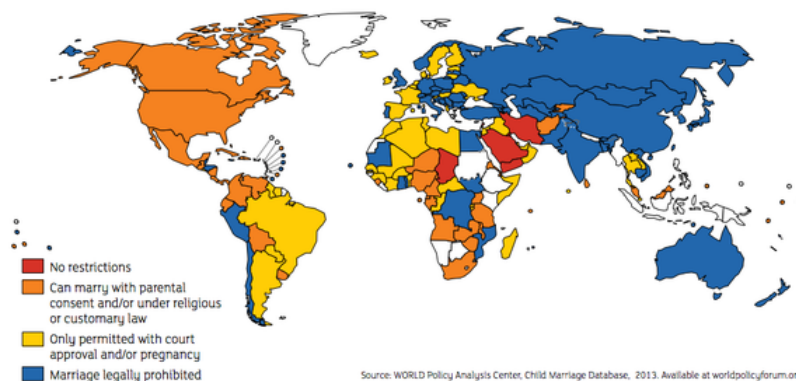 No restrictions
Can marry with parental
consent and/or under religious
or customary law
Only permitted with court
approval and/or pregnancy
Marriage legally prohibited
Source: WORLD Policy Analysis Center, Child Marriage Database, 2013. Available at worldpolicyforum.or